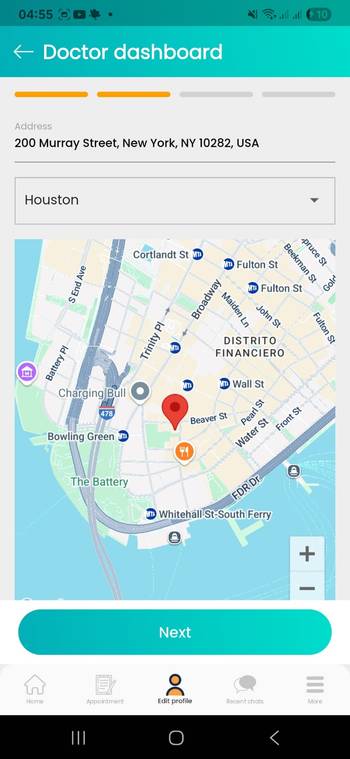 04:55
10
Doctor dashboard
Address
200 Murray Street, New York, NY 10282, USA
Houston
Cortlandt St
Spruce St
Beekman St
Fulton St
Gold
S End Ave
Broadway
Maiden Ln
Fulton St
John St
Fulton St
Trinity Pl
DISTRITO
FINANCIERO
Battery Pl
Wall St
Charging Bull
478
Beaver St
Pearl St
Front St
Water St
Bowling Green
The Battery
FDR Dr
Whitehall St-South Ferry
+
−
Next
Home
Appointment
Edit profile
Recent chats
More